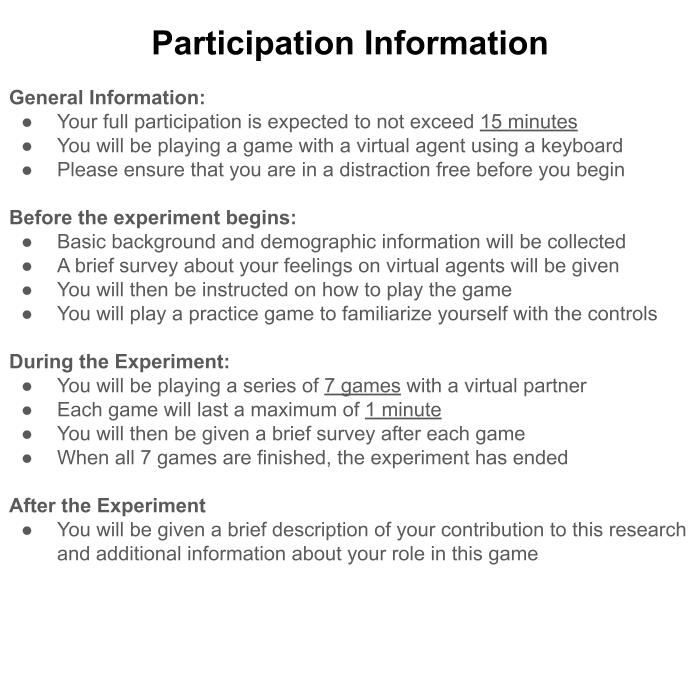 Participation Information
General Information:
● Your full participation is expected to not exceed 15 minutes
● You will be playing a game with a virtual agent using a keyboard
● Please ensure that you are in a distraction free before you begin
Before the experiment begins:
● Basic background and demographic information will be collected
● A brief survey about your feelings on virtual agents will be given
● You will then be instructed on how to play the game
● You will play a practice game to familiarize yourself with the controls
During the Experiment:
● You will be playing a series of 7 games with a virtual partner
● Each game will last a maximum of 1 minute
● You will then be given a brief survey after each game
● When all 7 games are finished, the experiment has ended
After the Experiment
● You will be given a brief description of your contribution to this research
and additional information about your role in this game